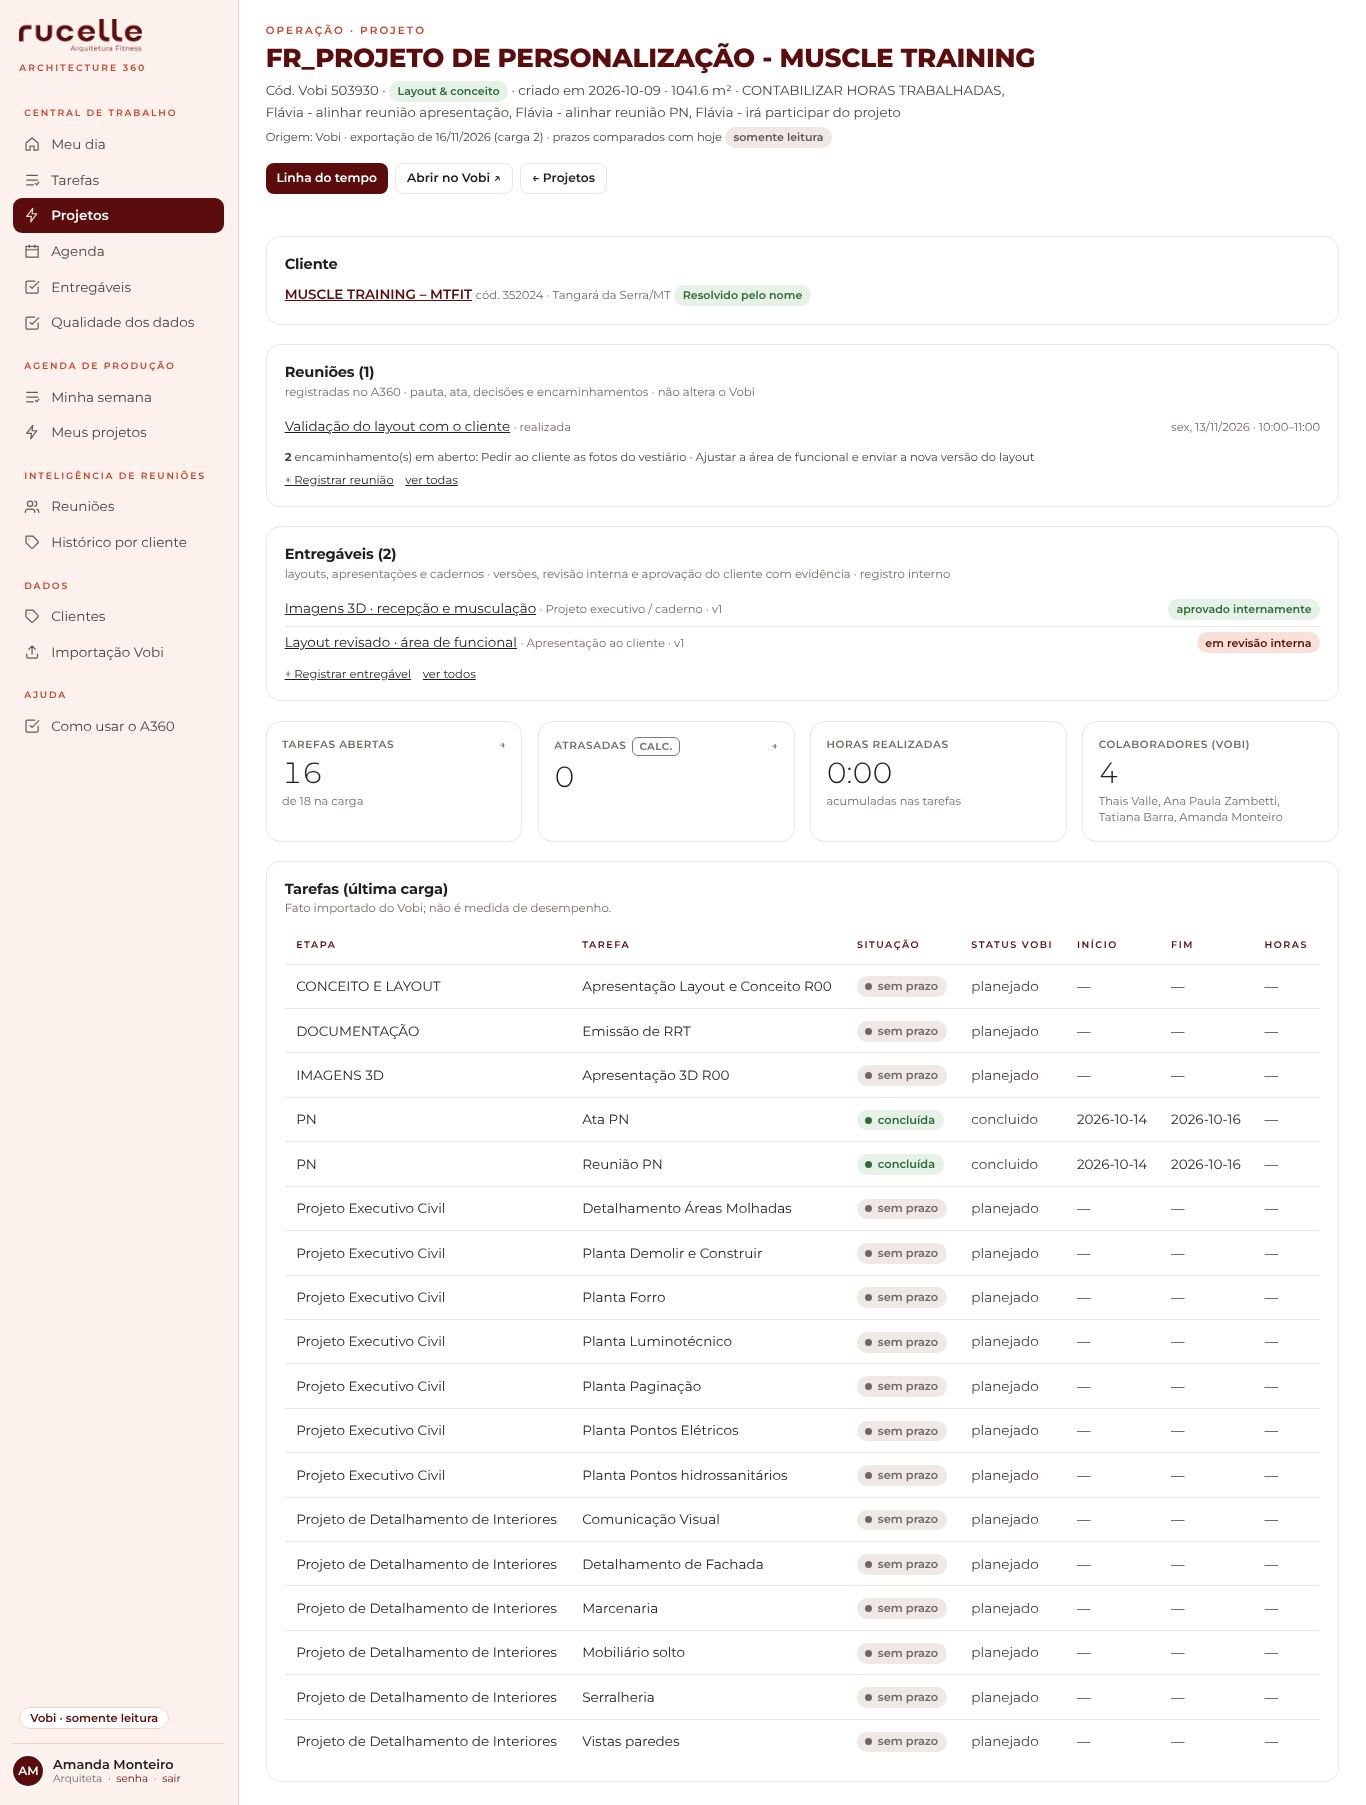 rucelle
Arquitetura Fitness
ARCHITECTURE 360
CENTRAL DE TRABALHO
Meu dia
Tarefas
Projetos
Agenda
Entregáveis
Qualidade dos dados
AGENDA DE PRODUÇÃO
Minha semana
Meus projetos
INTELIGÊNCIA DE REUNIÕES
Reuniões
Histórico por cliente
DADOS
Clientes
Importação Vobi
AJUDA
Como usar o A360
Vobi · somente leitura
AM
Amanda Monteiro
Arquiteta · senha · sair
OPERAÇÃO · PROJETO
FR_PROJETO DE PERSONALIZAÇÃO - MUSCLE TRAINING
Cód. Vobi 503930 · Layout & conceito · criado em 2026-10-09 · 1041.6 m² · CONTABILIZAR HORAS TRABALHADAS,
Flávia - alinhar reunião apresentação, Flávia - alinhar reunião PN, Flávia - irá participar do projeto
Origem: Vobi · exportação de 16/11/2026 (carga 2) · prazos comparados com hoje somente leitura
Linha do tempo Abrir no Vobi ↗ ← Projetos
Cliente
MUSCLE TRAINING – MTFIT cód. 352024 · Tangará da Serra/MT Resolvido pelo nome
Reuniões (1)
registradas no A360 · pauta, ata, decisões e encaminhamentos · não altera o Vobi
Validação do layout com o cliente · realizada sex, 13/11/2026 · 10:00–11:00
2 encaminhamento(s) em aberto: Pedir ao cliente as fotos do vestiário · Ajustar a área de funcional e enviar a nova versão do layout
+ Registrar reunião ver todas
Entregáveis (2)
layouts, apresentações e cadernos · versões, revisão interna e aprovação do cliente com evidência · registro interno
Imagens 3D · recepção e musculação · Projeto executivo / caderno · v1 aprovado internamente
Layout revisado · área de funcional · Apresentação ao cliente · v1 em revisão interna
+ Registrar entregável ver todos
TAREFAS ABERTAS →
16
de 18 na carga
ATRASADAS CALC. →
0
HORAS REALIZADAS
0:00
acumuladas nas tarefas
COLABORADORES (VOBI)
4
Thais Valle, Ana Paula Zambetti,
Tatiana Barra, Amanda Monteiro
Tarefas (última carga)
Fato importado do Vobi; não é medida de desempenho.
ETAPA TAREFA SITUAÇÃO STATUS VOBI INÍCIO FIM HORAS
CONCEITO E LAYOUT Apresentação Layout e Conceito R00 sem prazo planejado — — —
DOCUMENTAÇÃO Emissão de RRT sem prazo planejado — — —
IMAGENS 3D Apresentação 3D R00 sem prazo planejado — — —
PN Ata PN concluída concluido 2026-10-14 2026-10-16 —
PN Reunião PN concluída concluido 2026-10-14 2026-10-16 —
Projeto Executivo Civil Detalhamento Áreas Molhadas sem prazo planejado — — —
Projeto Executivo Civil Planta Demolir e Construir sem prazo planejado — — —
Projeto Executivo Civil Planta Forro sem prazo planejado — — —
Projeto Executivo Civil Planta Luminotécnico sem prazo planejado — — —
Projeto Executivo Civil Planta Paginação sem prazo planejado — — —
Projeto Executivo Civil Planta Pontos Elétricos sem prazo planejado — — —
Projeto Executivo Civil Planta Pontos hidrossanitários sem prazo planejado — — —
Projeto de Detalhamento de Interiores Comunicação Visual sem prazo planejado — — —
Projeto de Detalhamento de Interiores Detalhamento de Fachada sem prazo planejado — — —
Projeto de Detalhamento de Interiores Marcenaria sem prazo planejado — — —
Projeto de Detalhamento de Interiores Mobiliário solto sem prazo planejado — — —
Projeto de Detalhamento de Interiores Serralheria sem prazo planejado — — —
Projeto de Detalhamento de Interiores Vistas paredes sem prazo planejado — — —